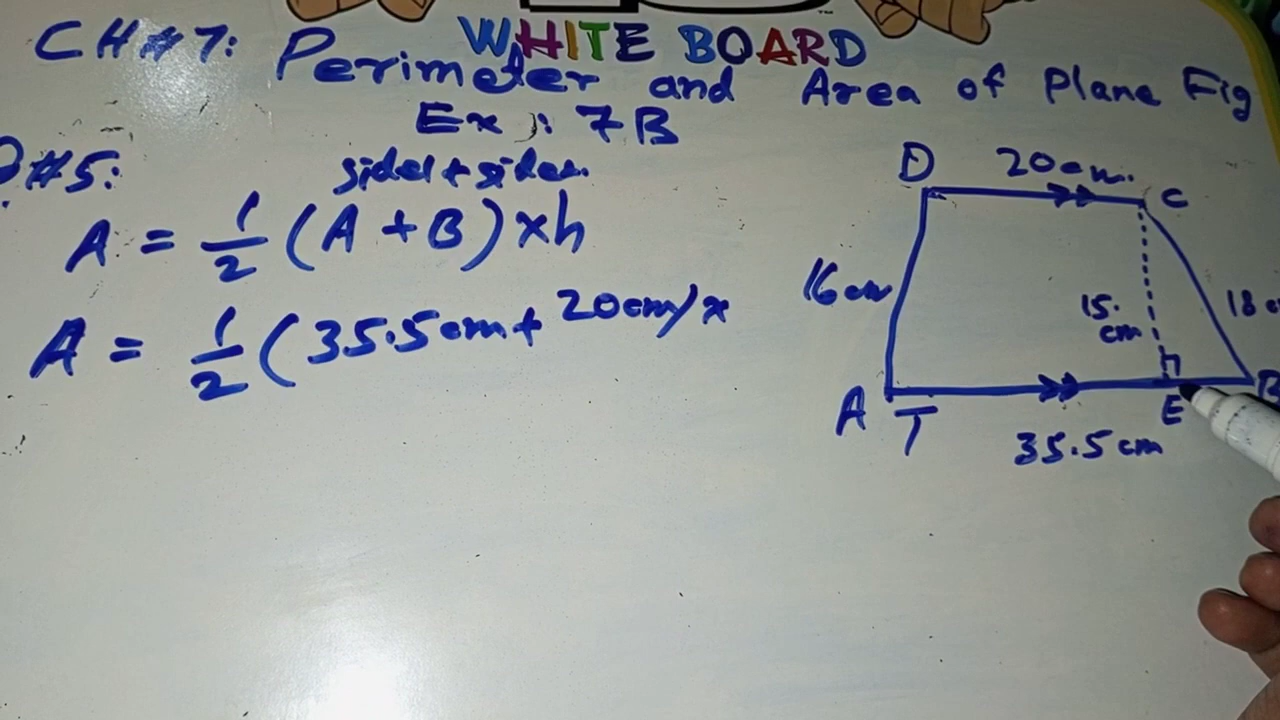 WHITE BOARD
™
CH#7: Perimeter and Area of Plane Fig
Ex : 7B
#5:
side1 + side2.
A = 1/2 (A + B) x h
A = 1/2 (35.5cm + 20cm) x
D 20cm. C
16cm
15. cm
18
A T E B
35.5cm